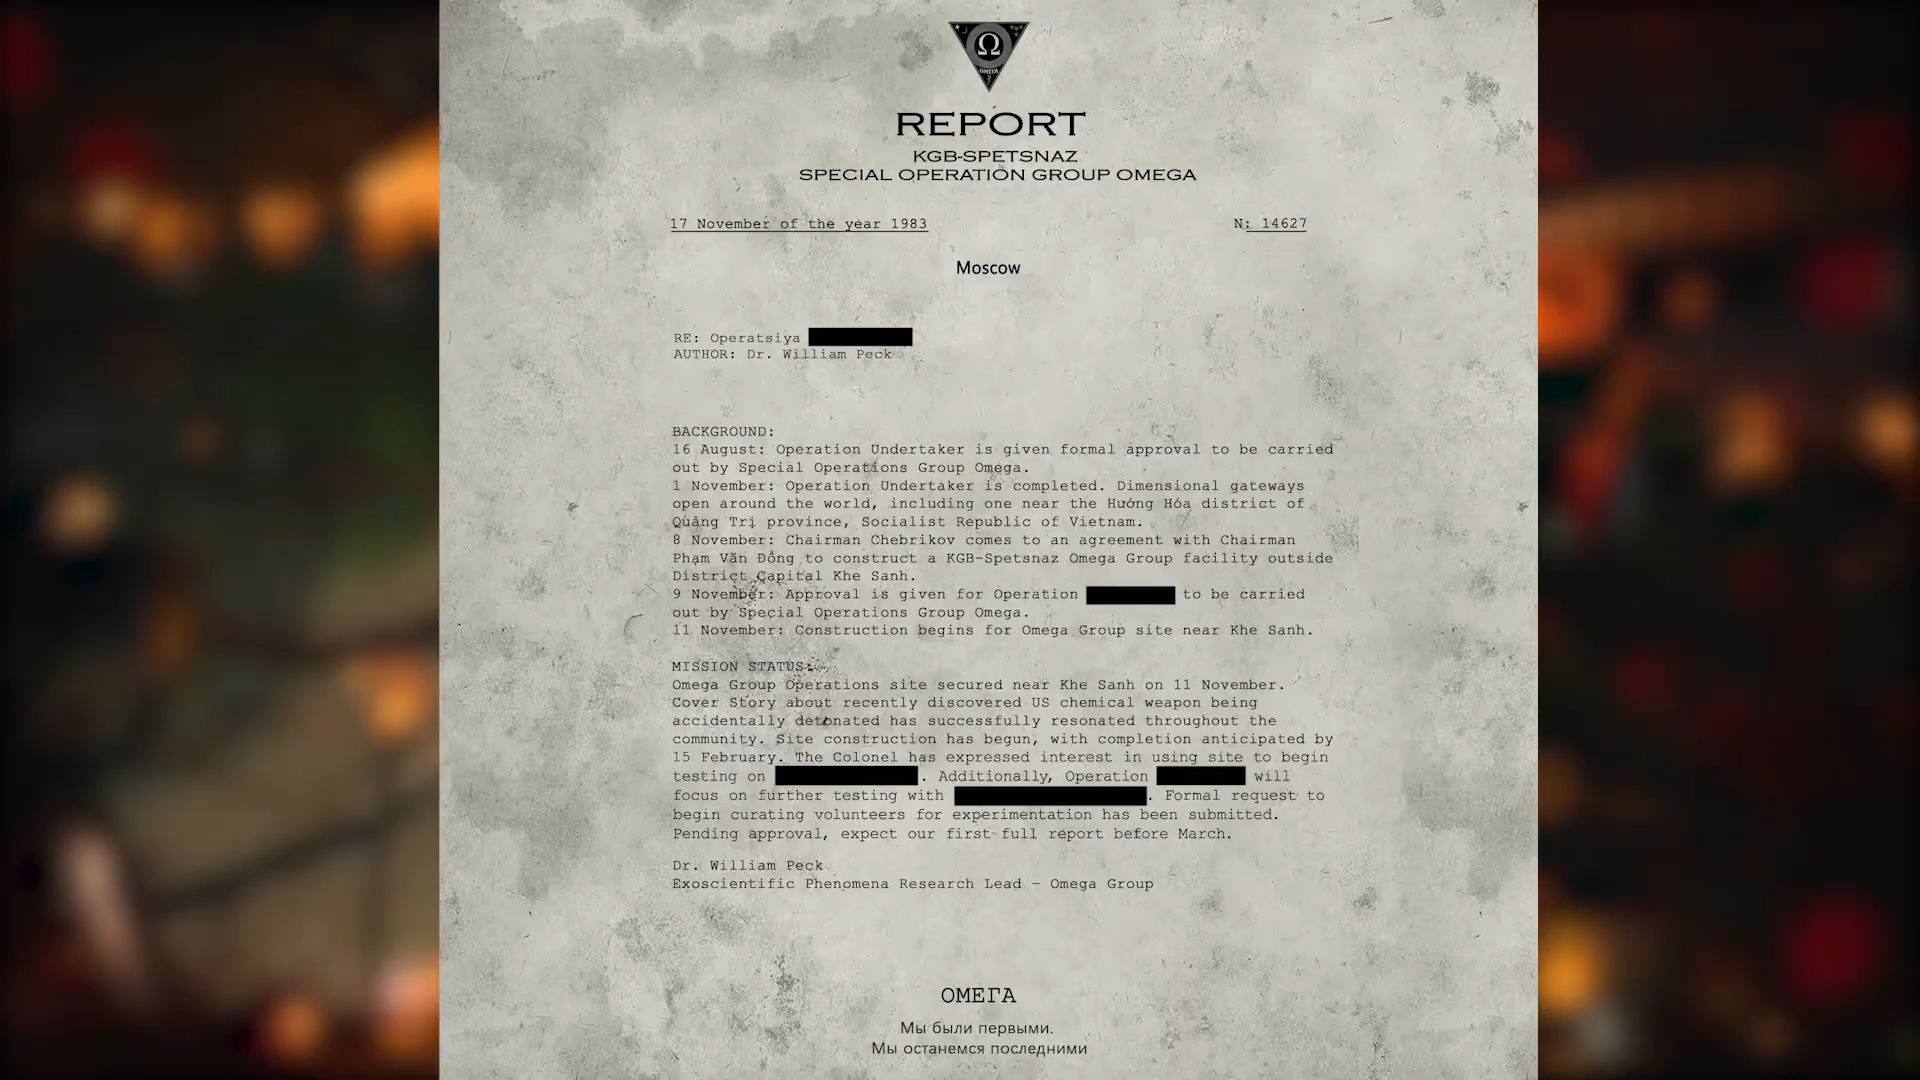 Ω
ОМЕГА
REPORT
KGB-SPETSNAZ
SPECIAL OPERATION GROUP OMEGA
17 November of the year 1983
N: 14627
Moscow
RE: Operatsiya
AUTHOR: Dr. William Peck
BACKGROUND:
16 August: Operation Undertaker is given formal approval to be carried
out by Special Operations Group Omega.
1 November: Operation Undertaker is completed. Dimensional gateways
open around the world, including one near the Hướng Hóa district of
Quảng Trị province, Socialist Republic of Vietnam.
8 November: Chairman Chebrikov comes to an agreement with Chairman
Phạm Văn Đồng to construct a KGB-Spetsnaz Omega Group facility outside
District Capital Khe Sanh.
9 November: Approval is given for Operation to be carried
out by Special Operations Group Omega.
11 November: Construction begins for Omega Group site near Khe Sanh.
MISSION STATUS:
Omega Group Operations site secured near Khe Sanh on 11 November.
Cover Story about recently discovered US chemical weapon being
accidentally detonated has successfully resonated throughout the
community. Site construction has begun, with completion anticipated by
15 February. The Colonel has expressed interest in using site to begin
testing on . Additionally, Operation will
focus on further testing with . Formal request to
begin curating volunteers for experimentation has been submitted.
Pending approval, expect our first full report before March.
Dr. William Peck
Exoscientific Phenomena Research Lead - Omega Group
ОМЕГА
Мы были первыми.
Мы останемся последними